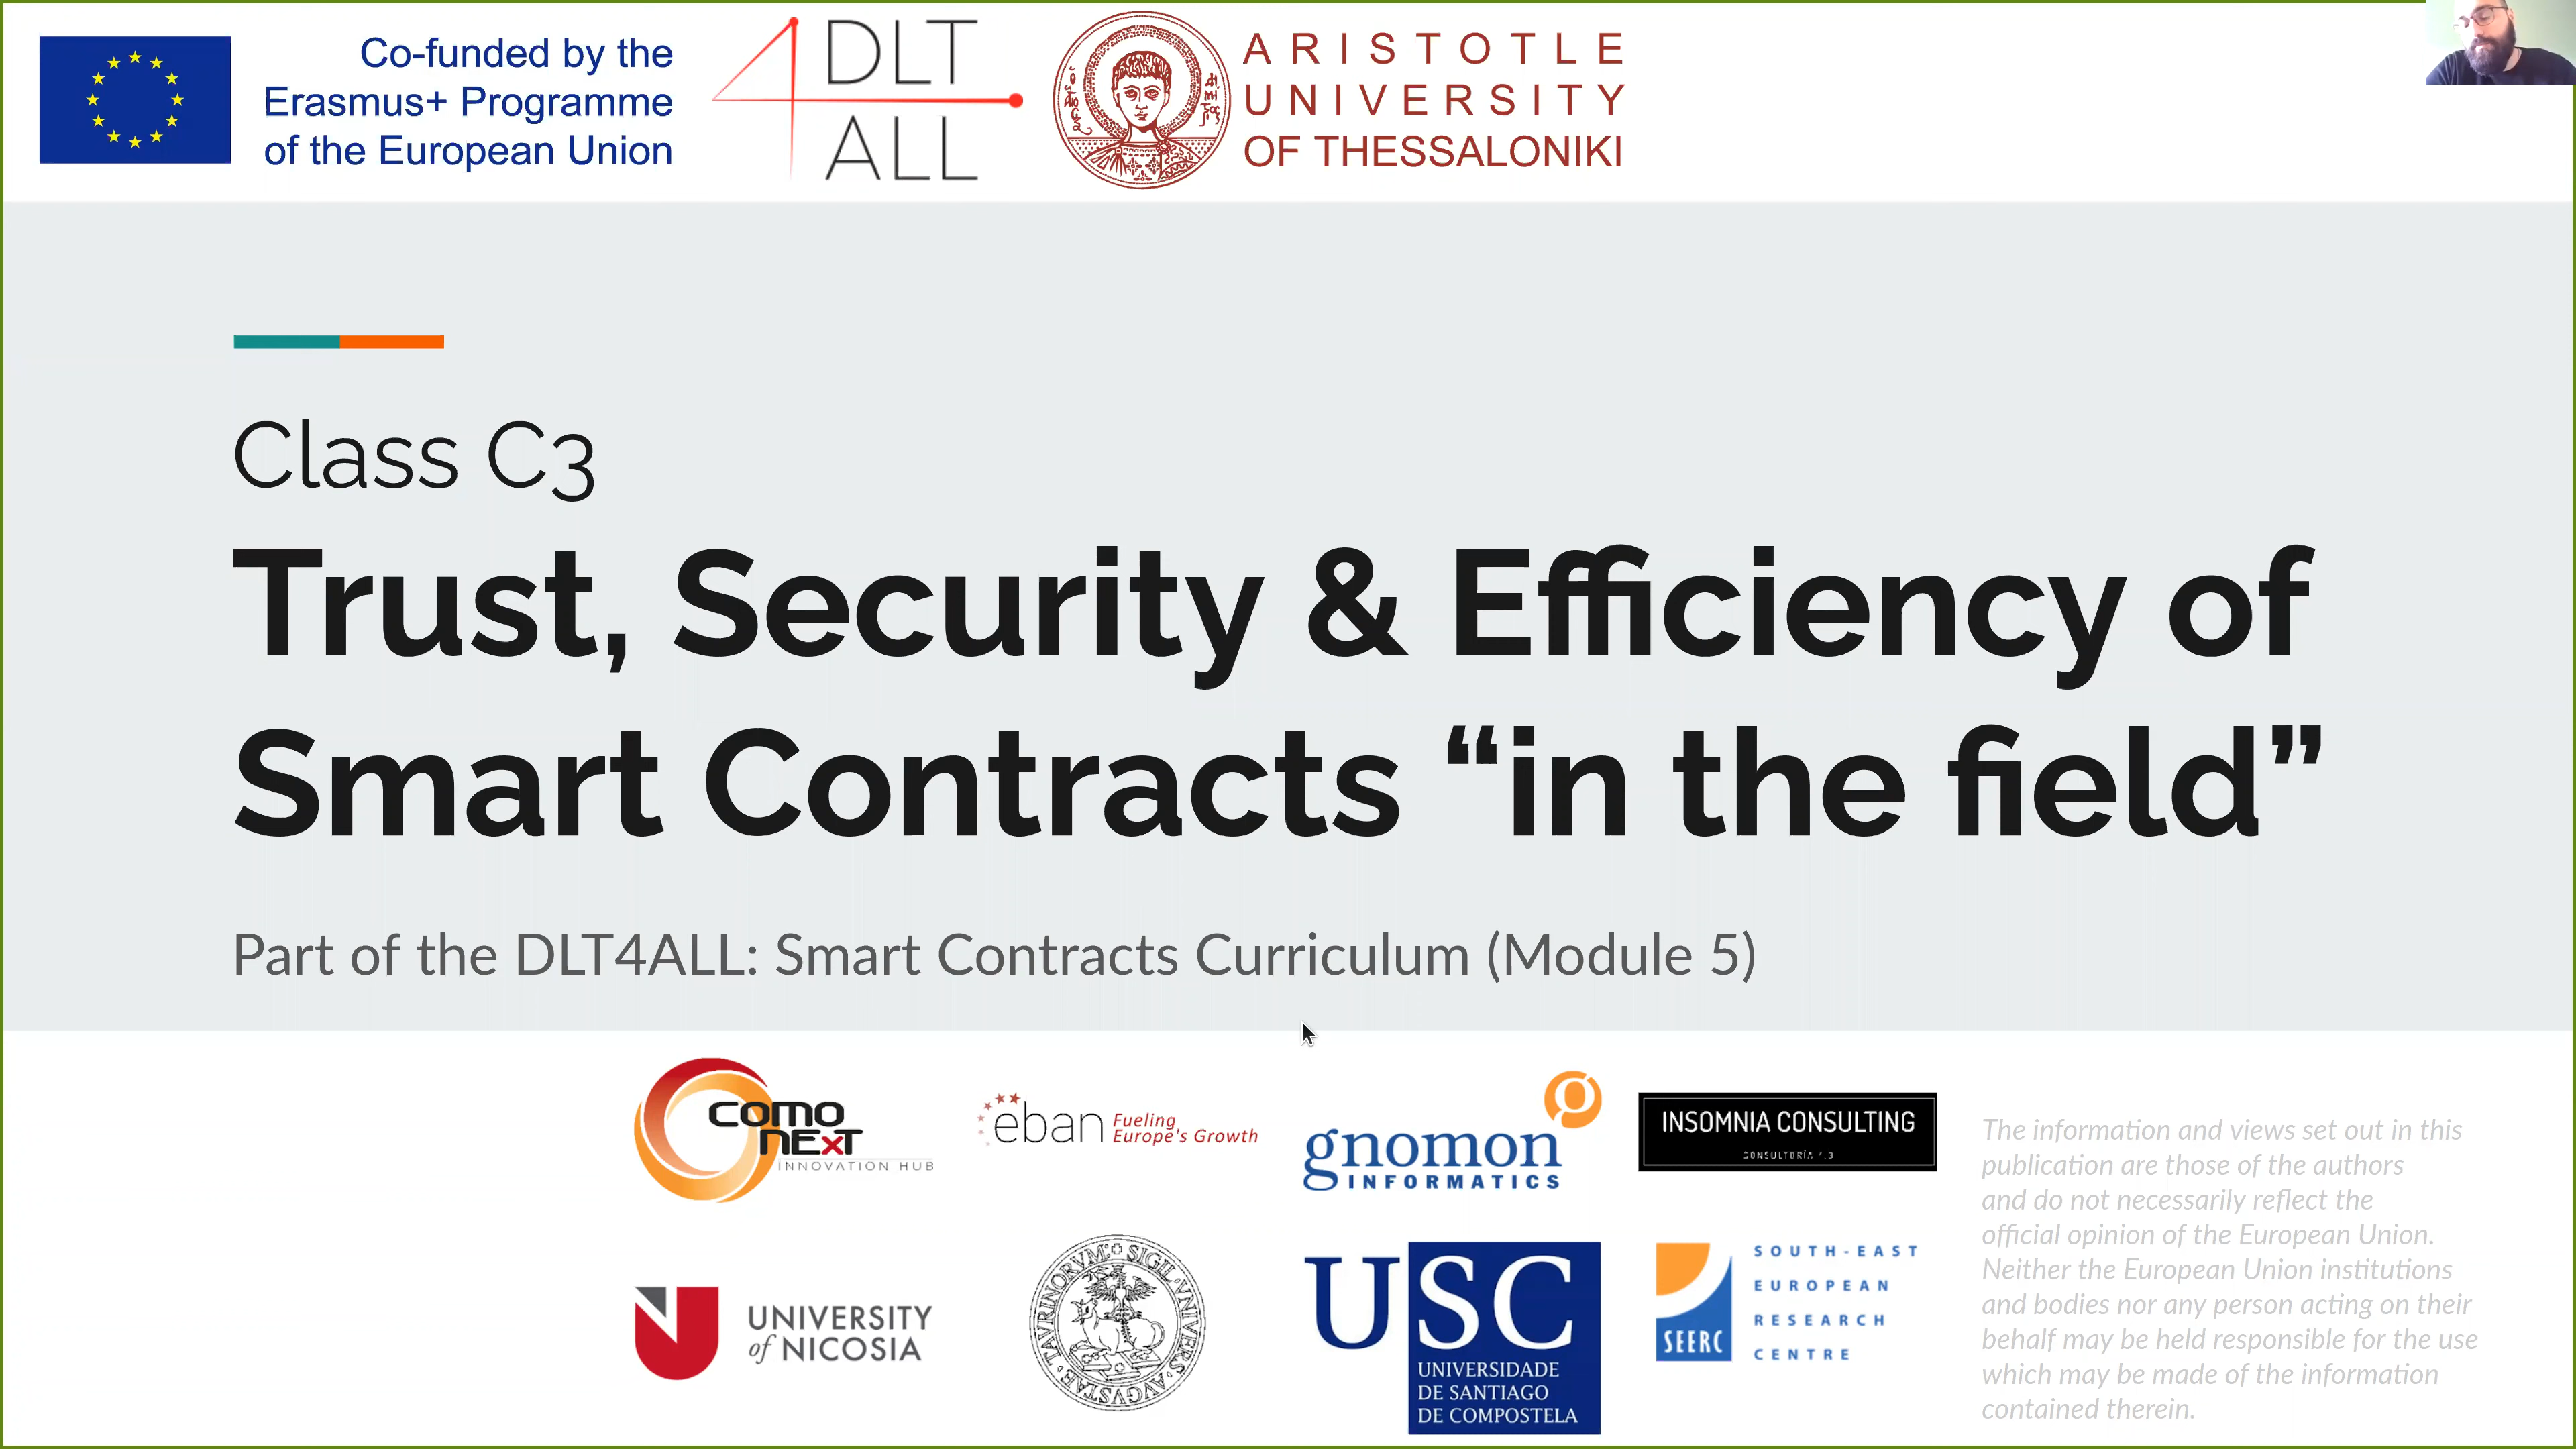 Co-funded by the
Erasmus+ Programme
of the European Union
4 DLT
ALL
ARISTOTLE
UNIVERSITY
OF THESSALONIKI
Class C3
Trust, Security & Efficiency of
Smart Contracts “in the field”
Part of the DLT4ALL: Smart Contracts Curriculum (Module 5)
COMO
NEXT
INNOVATION HUB
eban Fueling
Europe's Growth
gnomon
INFORMATICS
INSOMNIA CONSULTING
CONSULTORÍA 4.3
UNIVERSITY
of NICOSIA
USC
UNIVERSIDADE
DE SANTIAGO
DE COMPOSTELA
SEERC
SOUTH-EAST
EUROPEAN
RESEARCH
CENTRE
The information and views set out in this
publication are those of the authors
and do not necessarily reflect the
official opinion of the European Union.
Neither the European Union institutions
and bodies nor any person acting on their
behalf may be held responsible for the use
which may be made of the information
contained therein.